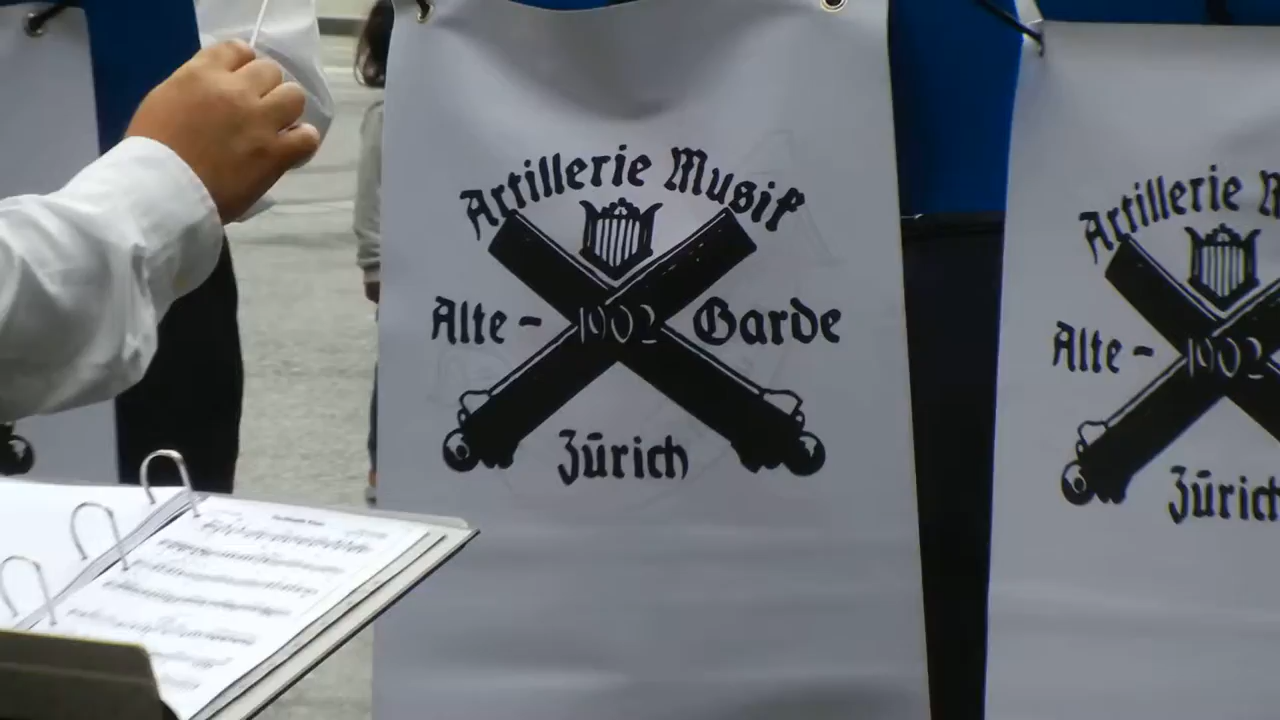 Artillerie Musik
Alte - 1902 Garde
Zürich
Artillerie
Alte - 1902
Zürich